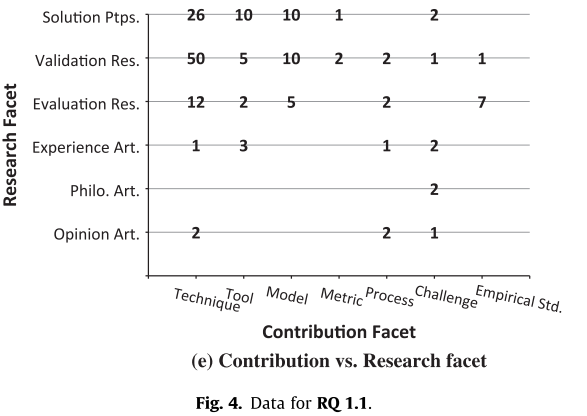 Research Facet
Solution Ptps. 26 10 10 1 2
Validation Res. 50 5 10 2 2 1 1
Evaluation Res. 12 2 5 2 7
Experience Art. 1 3 1 2
Philo. Art. 2
Opinion Art. 2 2 1
Technique Tool Model Metric Process Challenge Empirical Std.
Contribution Facet
(e) Contribution vs. Research facet
Fig. 4. Data for RQ 1.1.